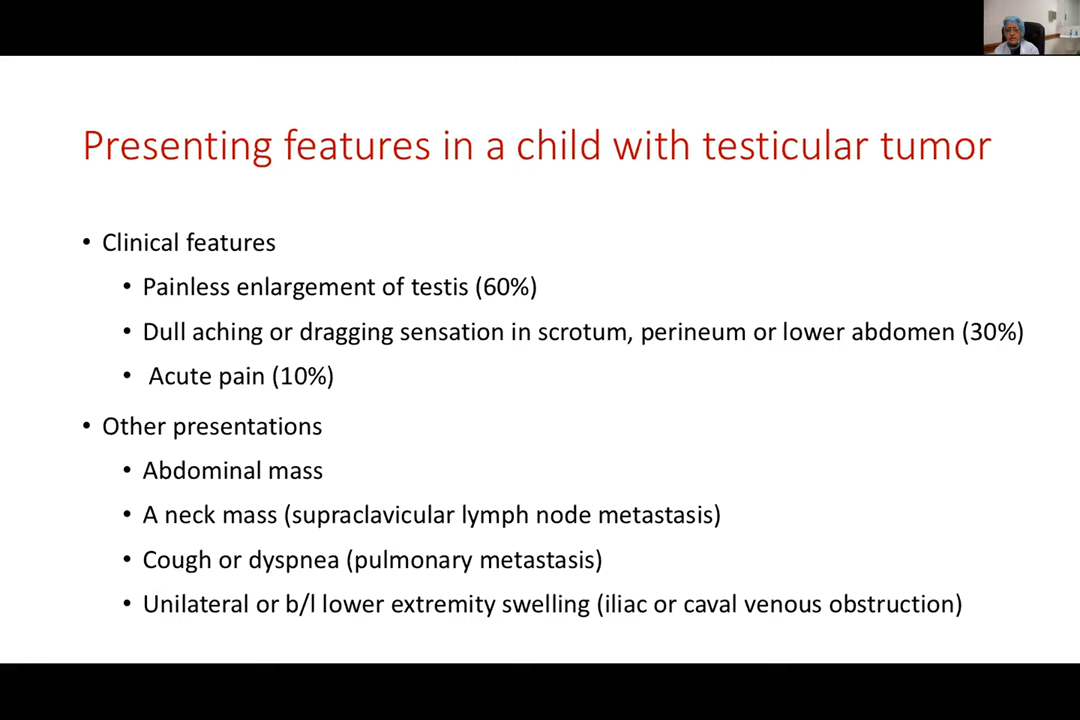 Presenting features in a child with testicular tumor
• Clinical features
• Painless enlargement of testis (60%)
• Dull aching or dragging sensation in scrotum, perineum or lower abdomen (30%)
• Acute pain (10%)
• Other presentations
• Abdominal mass
• A neck mass (supraclavicular lymph node metastasis)
• Cough or dyspnea (pulmonary metastasis)
• Unilateral or b/l lower extremity swelling (iliac or caval venous obstruction)